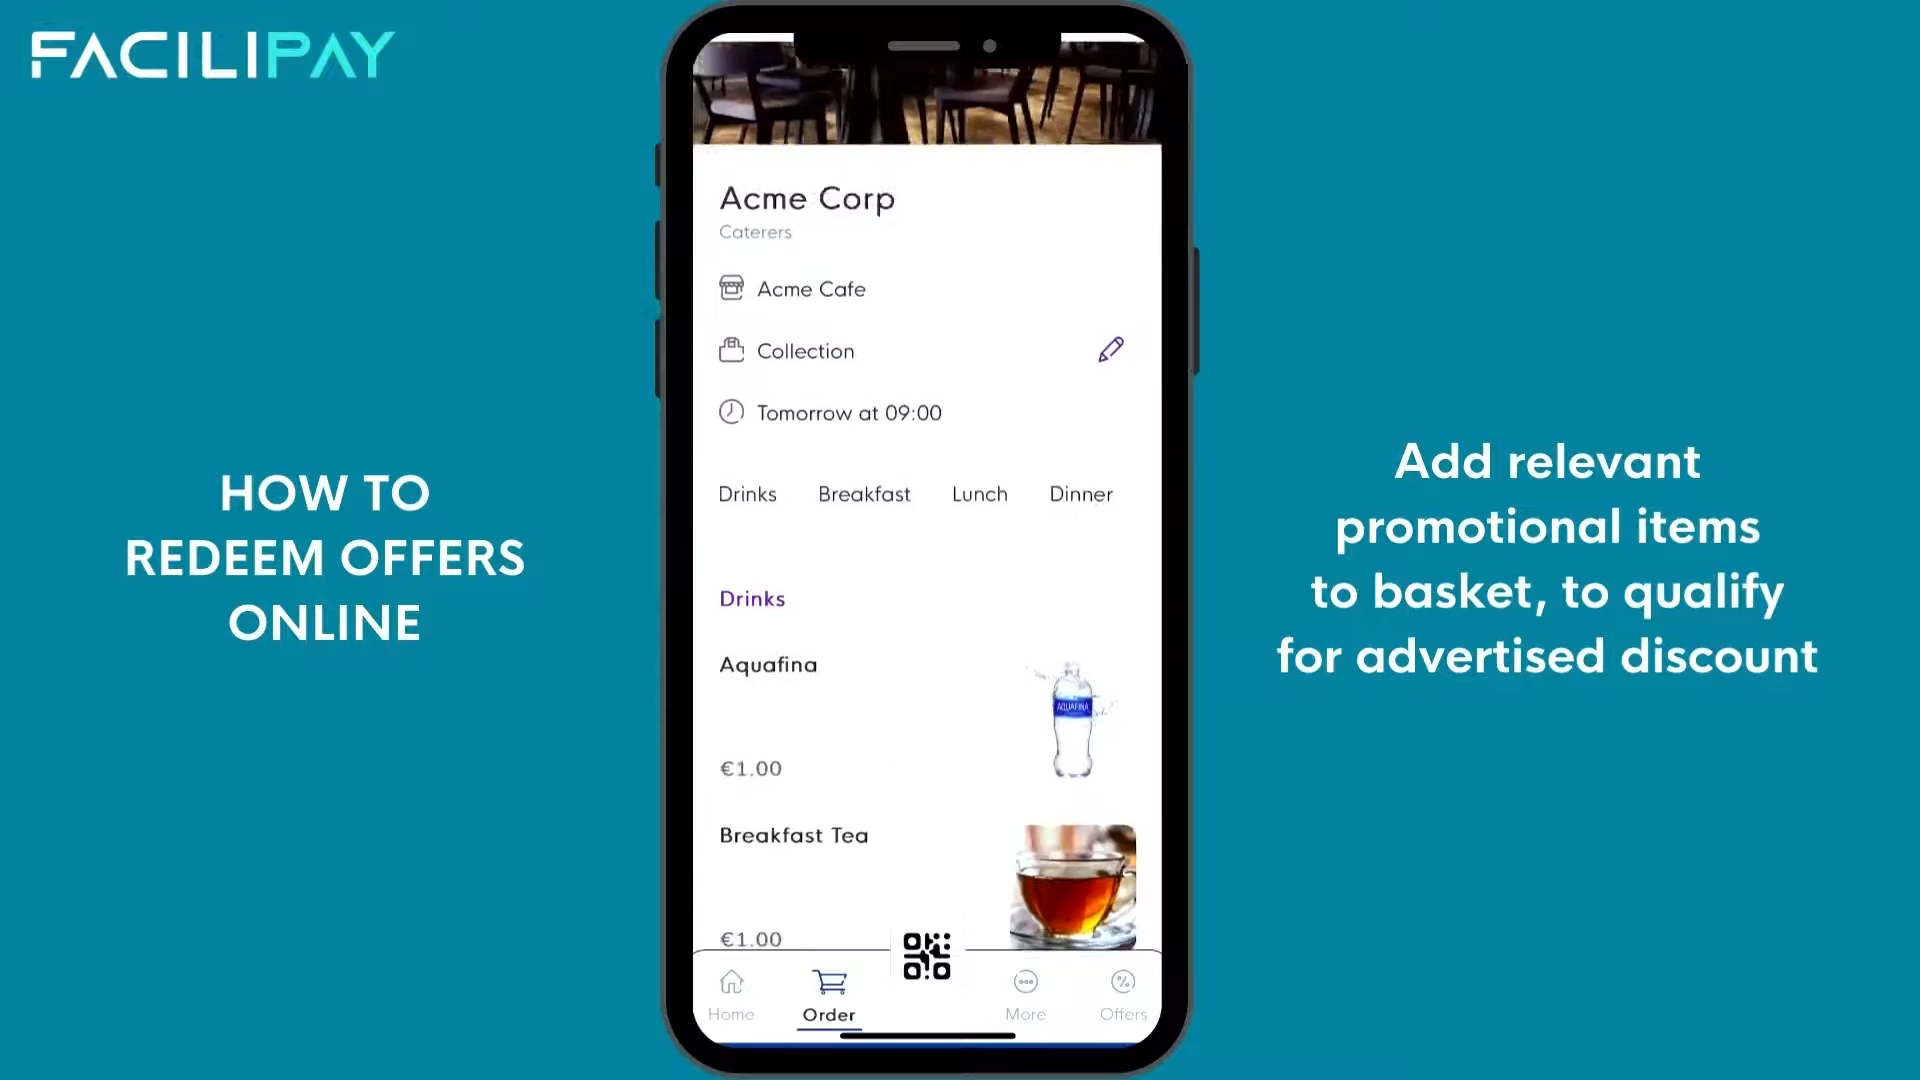 FACILIPAY
HOW TO
REDEEM OFFERS
ONLINE
Acme Corp
Caterers
Acme Cafe
Collection
Tomorrow at 09:00
Drinks Breakfast Lunch Dinner
Drinks
Aquafina
AQUAFINA
€1.00
Breakfast Tea
€1.00
Home Order More Offers
Add relevant
promotional items
to basket, to qualify
for advertised discount